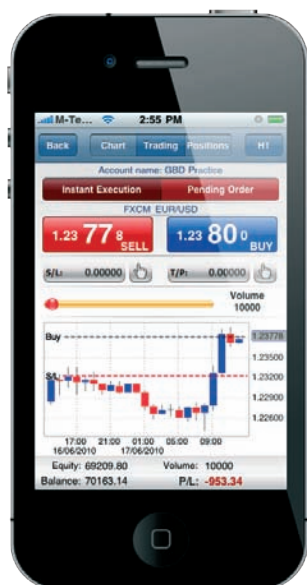 M-Te... 2:55 PM
Back Chart Trading Positions H1
Account name: GBD Practice
Instant Execution Pending Order
FXCM EUR/USD
1.23 77 8 SELL 1.23 80 0 BUY
S/L: 0.00000 T/P: 0.00000
Volume
10000
Buy 1.23778
1.23500
S/L 1.23200
1.22900
1.22600
17:00 21:00 01:00 05:00 09:00
16/06/2010 17/06/2010
Equity: 69209.80 Volume: 10000
Balance: 70163.14 P/L: -953.34